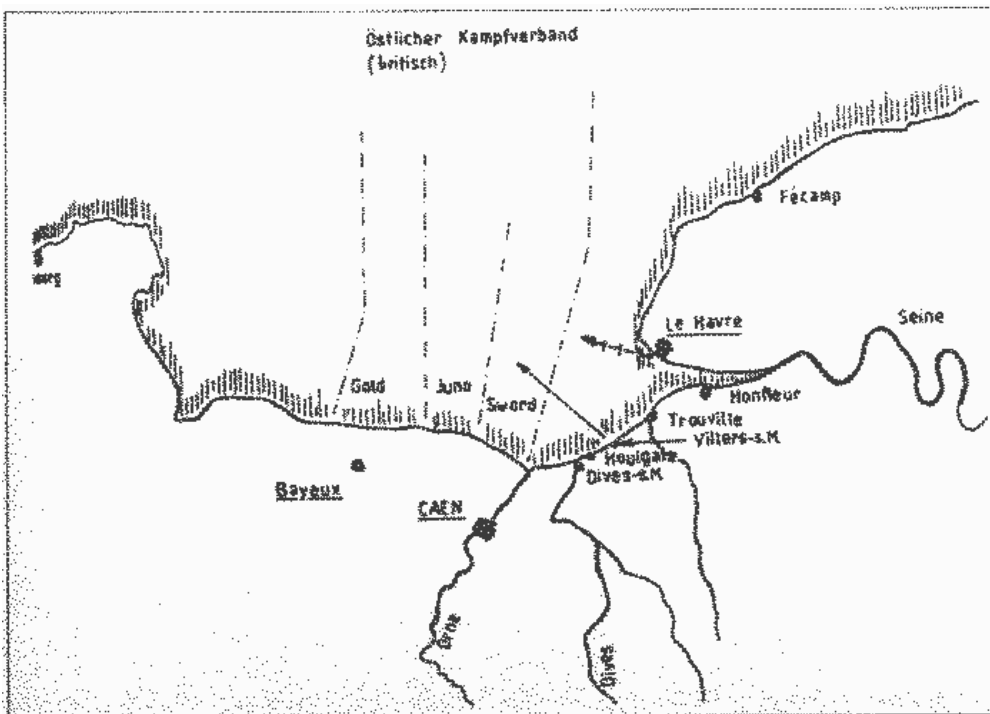 Östlicher Kampfverband
(britisch)
Fécamp
Le Havre
Seine
Gold
Juno
Sword
Honfleur
Trouville
Villers-s.M
Houlgate
Dives-s.M
Bayeux
CAEN
Orne
Dives